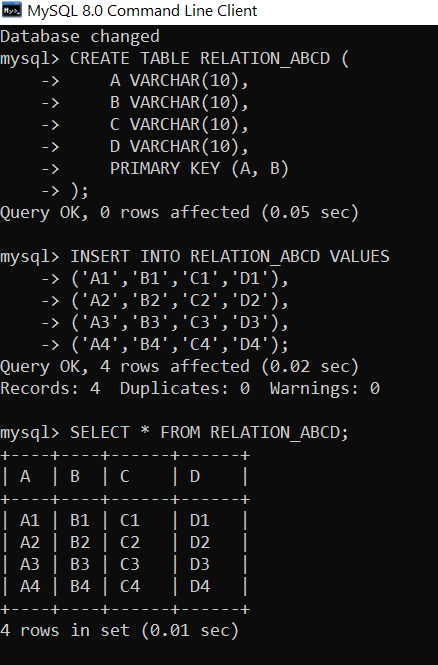 MySQL 8.0 Command Line Client
Database changed
mysql> CREATE TABLE RELATION_ABCD (
    ->     A VARCHAR(10),
    ->     B VARCHAR(10),
    ->     C VARCHAR(10),
    ->     D VARCHAR(10),
    ->     PRIMARY KEY (A, B)
    -> );
Query OK, 0 rows affected (0.05 sec)

mysql> INSERT INTO RELATION_ABCD VALUES
    -> ('A1','B1','C1','D1'),
    -> ('A2','B2','C2','D2'),
    -> ('A3','B3','C3','D3'),
    -> ('A4','B4','C4','D4');
Query OK, 4 rows affected (0.02 sec)
Records: 4  Duplicates: 0  Warnings: 0

mysql> SELECT * FROM RELATION_ABCD;
+----+----+------+------+
| A  | B  | C    | D    |
+----+----+------+------+
| A1 | B1 | C1   | D1   |
| A2 | B2 | C2   | D2   |
| A3 | B3 | C3   | D3   |
| A4 | B4 | C4   | D4   |
+----+----+------+------+
4 rows in set (0.01 sec)